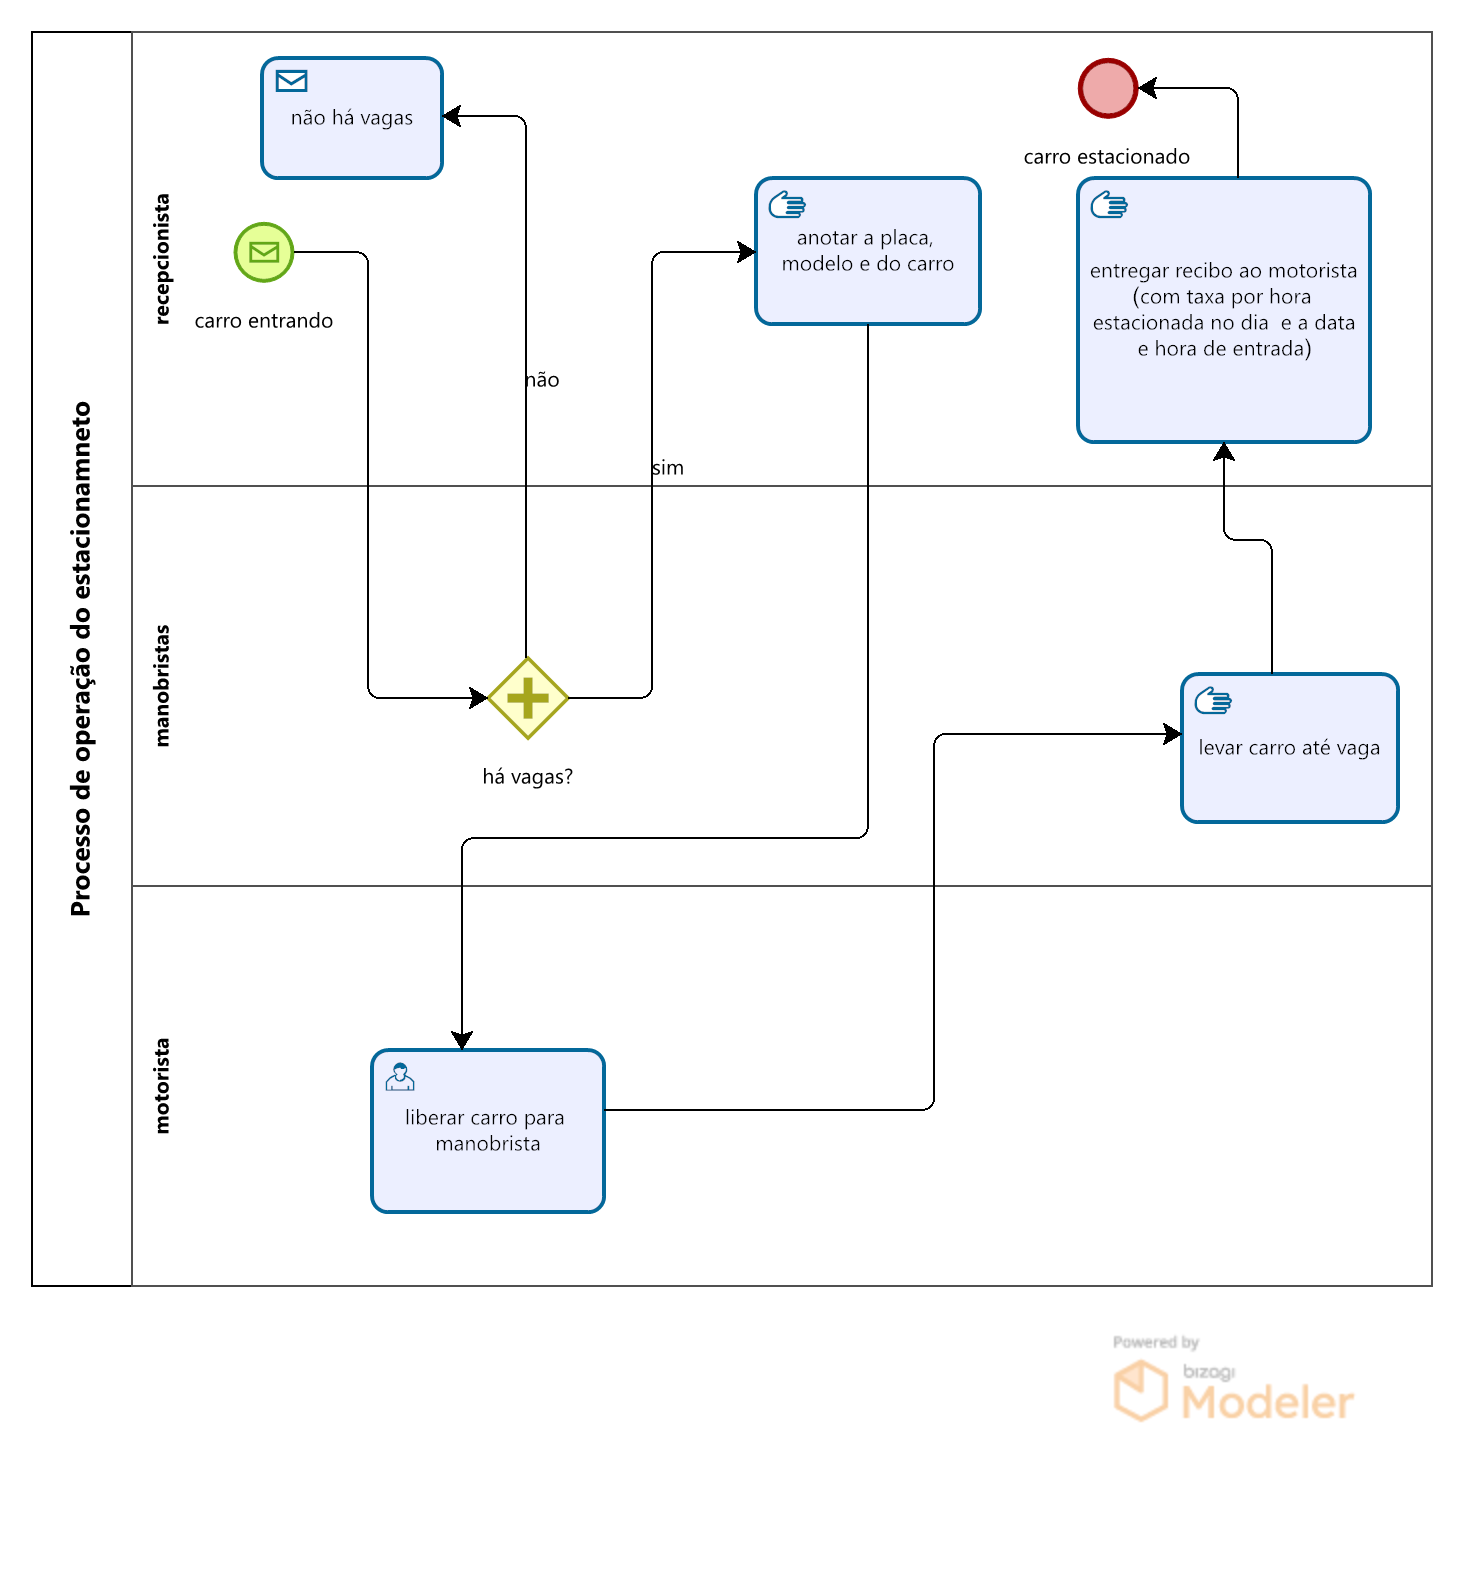 Processo de operação do estacionamneto
recepcionista
não há vagas
carro entrando
não
sim
anotar a placa,
modelo e do carro
carro estacionado
entregar recibo ao motorista
(com taxa por hora
estacionada no dia  e a data
e hora de entrada)
manobristas
há vagas?
levar carro até vaga
motorista
liberar carro para
manobrista
Powered by
bizagi
Modeler